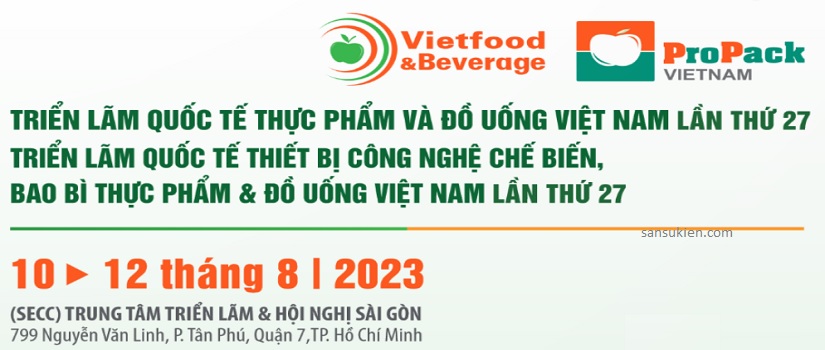 Vietfood
&Beverage
ProPack
VIETNAM
TRIỂN LÃM QUỐC TẾ THỰC PHẨM VÀ ĐỒ UỐNG VIỆT NAM LẦN THỨ 27
TRIỂN LÃM QUỐC TẾ THIẾT BỊ CÔNG NGHỆ CHẾ BIẾN,
BAO BÌ THỰC PHẨM & ĐỒ UỐNG VIỆT NAM LẦN THỨ 27
sansukien.com
10 ▶ 12 tháng 8 | 2023
(SECC) TRUNG TÂM TRIỂN LÃM & HỘI NGHỊ SÀI GÒN
799 Nguyễn Văn Linh, P. Tân Phú, Quận 7,TP. Hồ Chí Minh